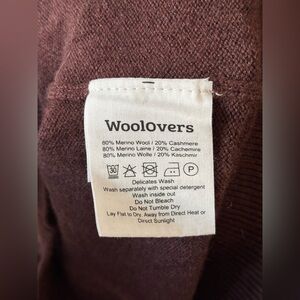 WoolOvers
80% Merino Wool / 20% Cashmere
80% Merino Laine / 20% Cachemire
80% Merino Wolle / 20% Kaschmir
30 P
Delicates Wash
Wash separately with special detergent
Wash inside out
Do Not Bleach
Do Not Tumble Dry
Lay Flat to Dry, Away from Direct Heat or
Direct Sunlight